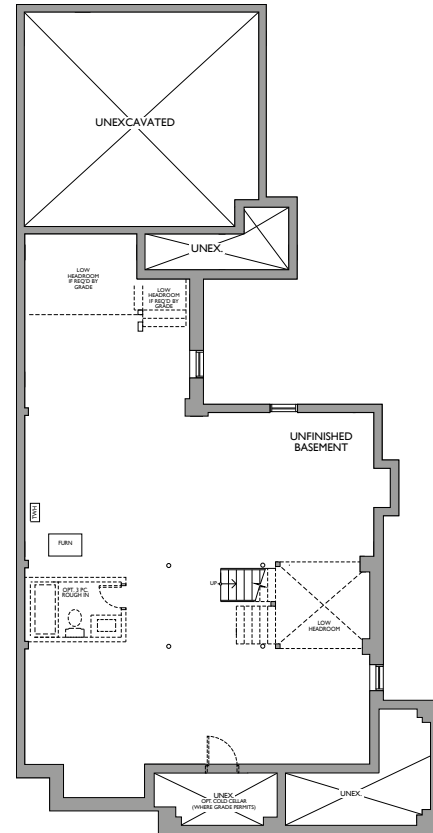 UNEXCAVATED
UNEX.
LOW
HEADROOM
IF REQ'D BY
GRADE
LOW
HEADROOM
IF REQ'D BY
GRADE
UNFINISHED
BASEMENT
TWH
FURN
OPT. 3 PC.
ROUGH IN
UP
LOW
HEADROOM
UNEX.
OPT. COLD CELLAR
(WHERE GRADE PERMITS)
UNEX.